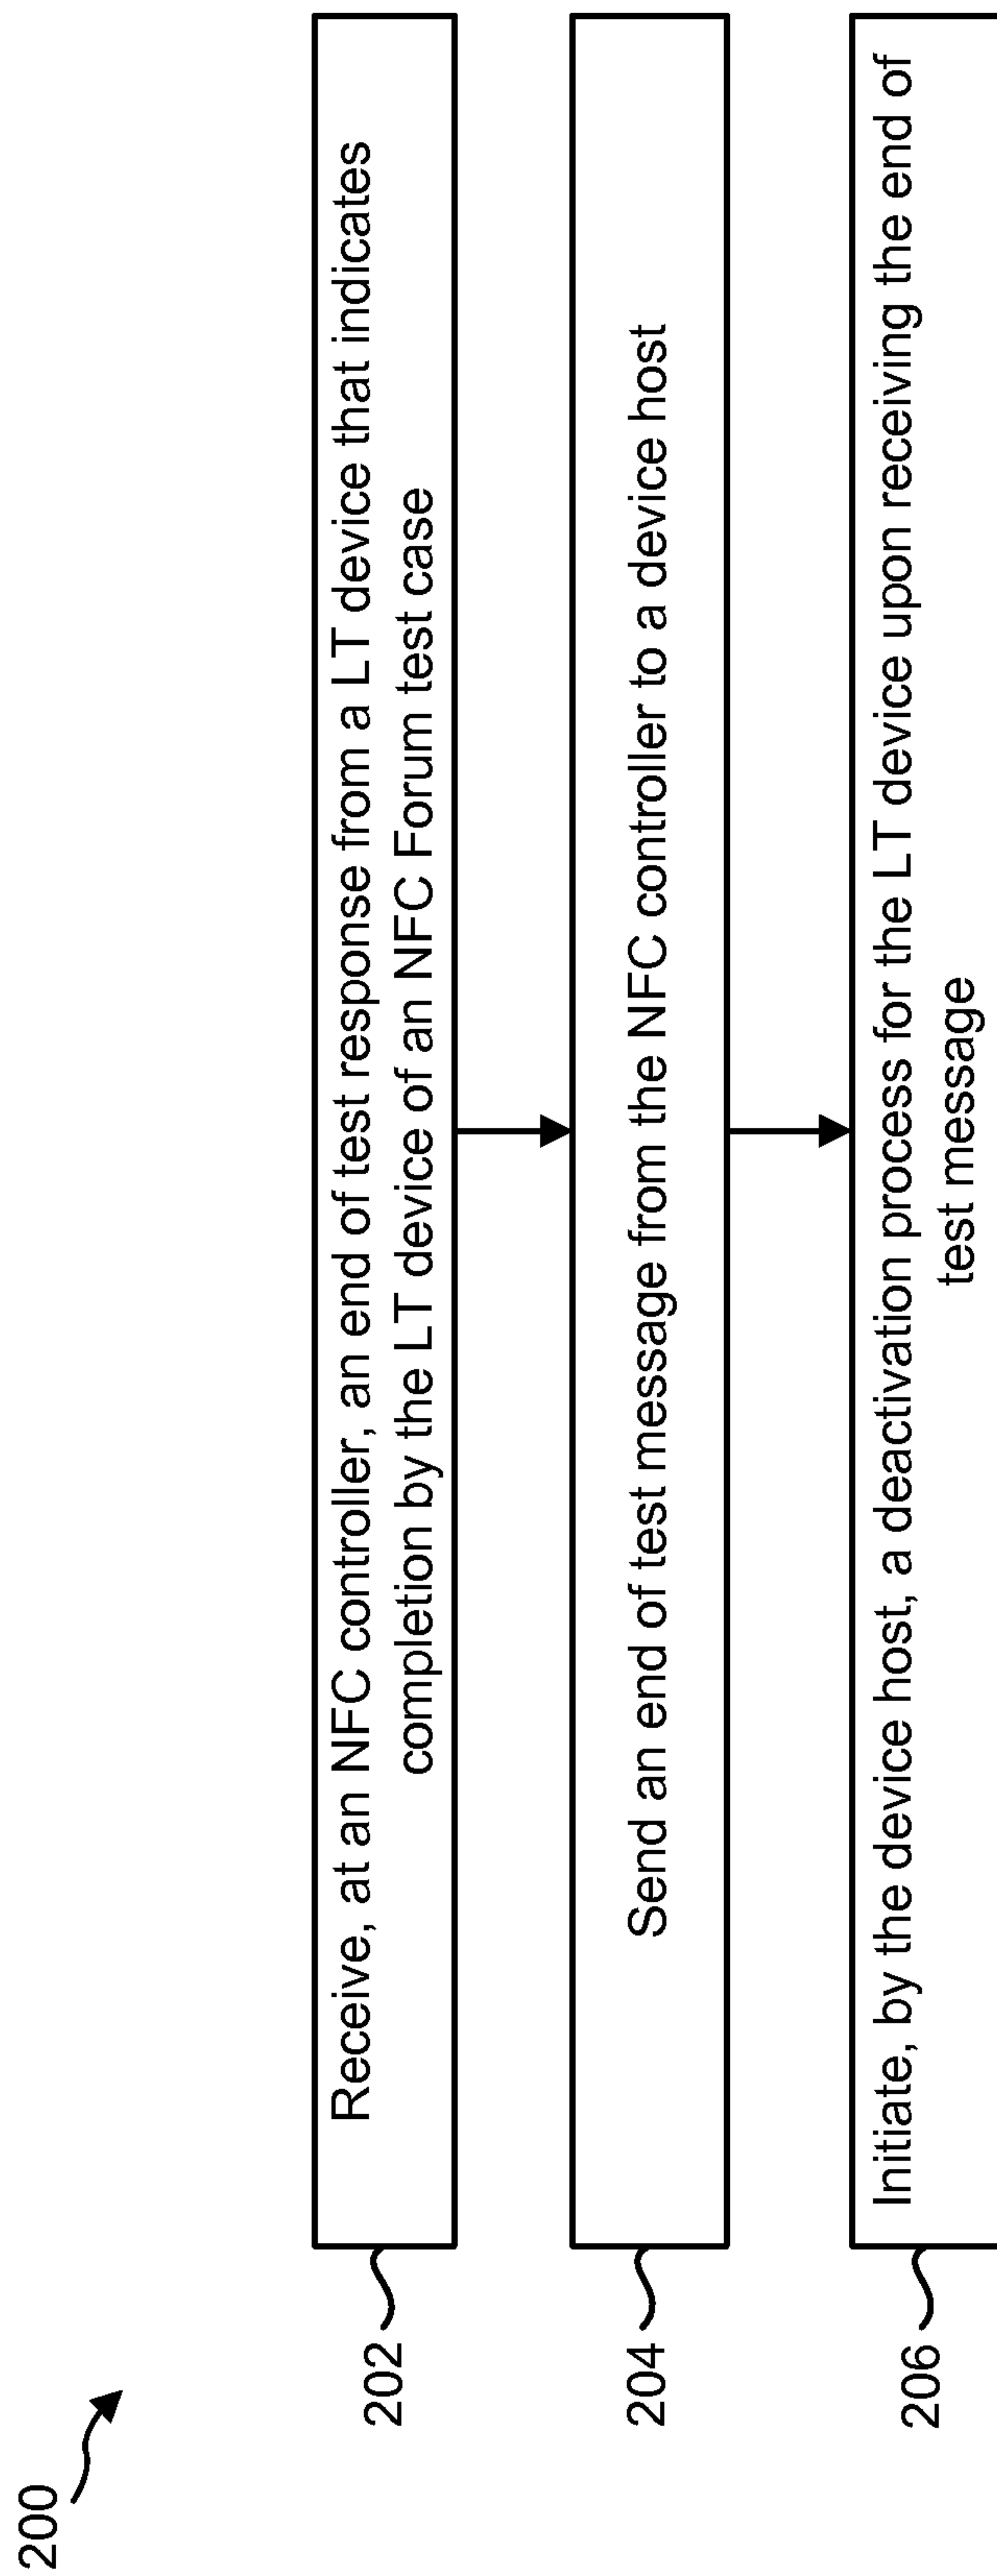 200
202
Receive, at an NFC controller, an end of test response from a LT device that indicates
completion by the LT device of an NFC Forum test case
204
Send an end of test message from the NFC controller to a device host
206
Initiate, by the device host, a deactivation process for the LT device upon receiving the end of
test message